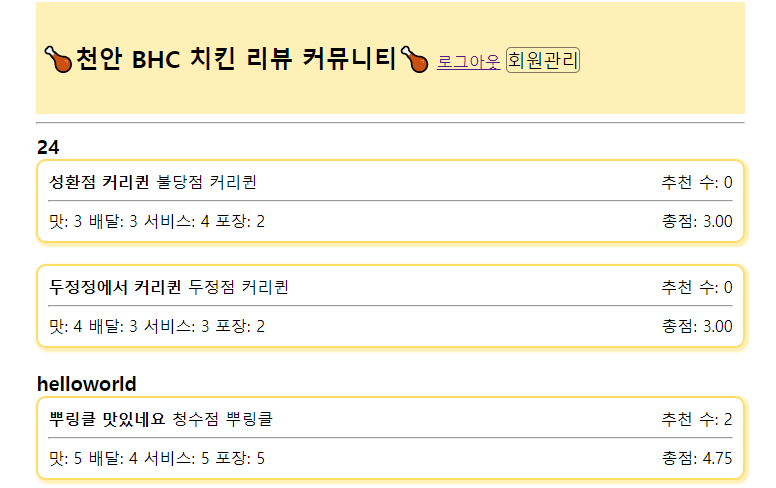 🍗천안 BHC 치킨 리뷰 커뮤니티🍗 로그아웃 회원관리
24
성환점 커리퀸 불당점 커리퀸 추천 수: 0
맛: 3 배달: 3 서비스: 4 포장: 2 총점: 3.00
두정정에서 커리퀸 두정점 커리퀸 추천 수: 0
맛: 4 배달: 3 서비스: 3 포장: 2 총점: 3.00
helloworld
뿌링클 맛있네요 청수점 뿌링클 추천 수: 2
맛: 5 배달: 4 서비스: 5 포장: 5 총점: 4.75